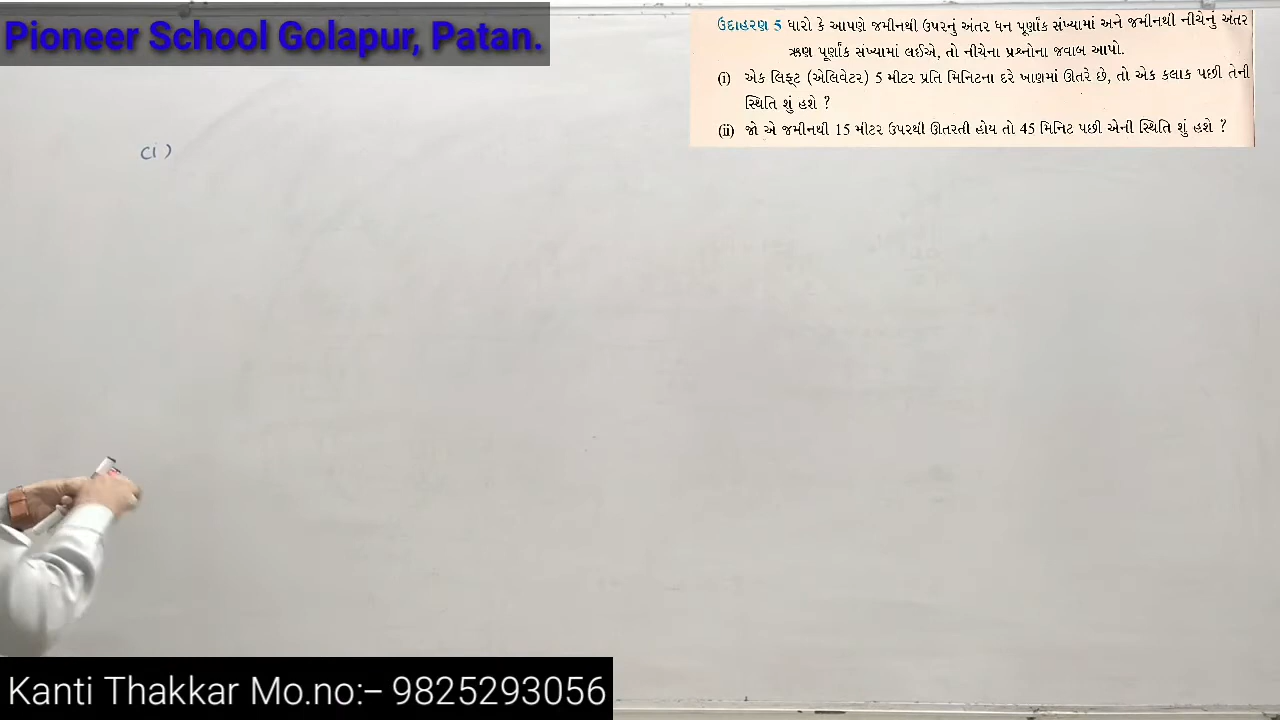 Pioneer School Golapur, Patan.
ઉદાહરણ 5 ધારો કે આપણે જમીનથી ઉપરનું અંતર ધન પૂર્ણાંક સંખ્યામાં અને જમીનથી નીચેનું અંતર
ઋણ પૂર્ણાંક સંખ્યામાં લઈએ, તો નીચેના પ્રશ્નોના જવાબ આપો.
(i) એક લિફ્ટ (એલિવેટર) 5 મીટર પ્રતિ મિનિટના દરે ખાણમાં ઊતરે છે, તો એક કલાક પછી તેની
સ્થિતિ શું હશે ?
(ii) જો એ જમીનથી 15 મીટર ઉપરથી ઊતરતી હોય તો 45 મિનિટ પછી એની સ્થિતિ શું હશે ?
(i)
Kanti Thakkar Mo.no:– 9825293056